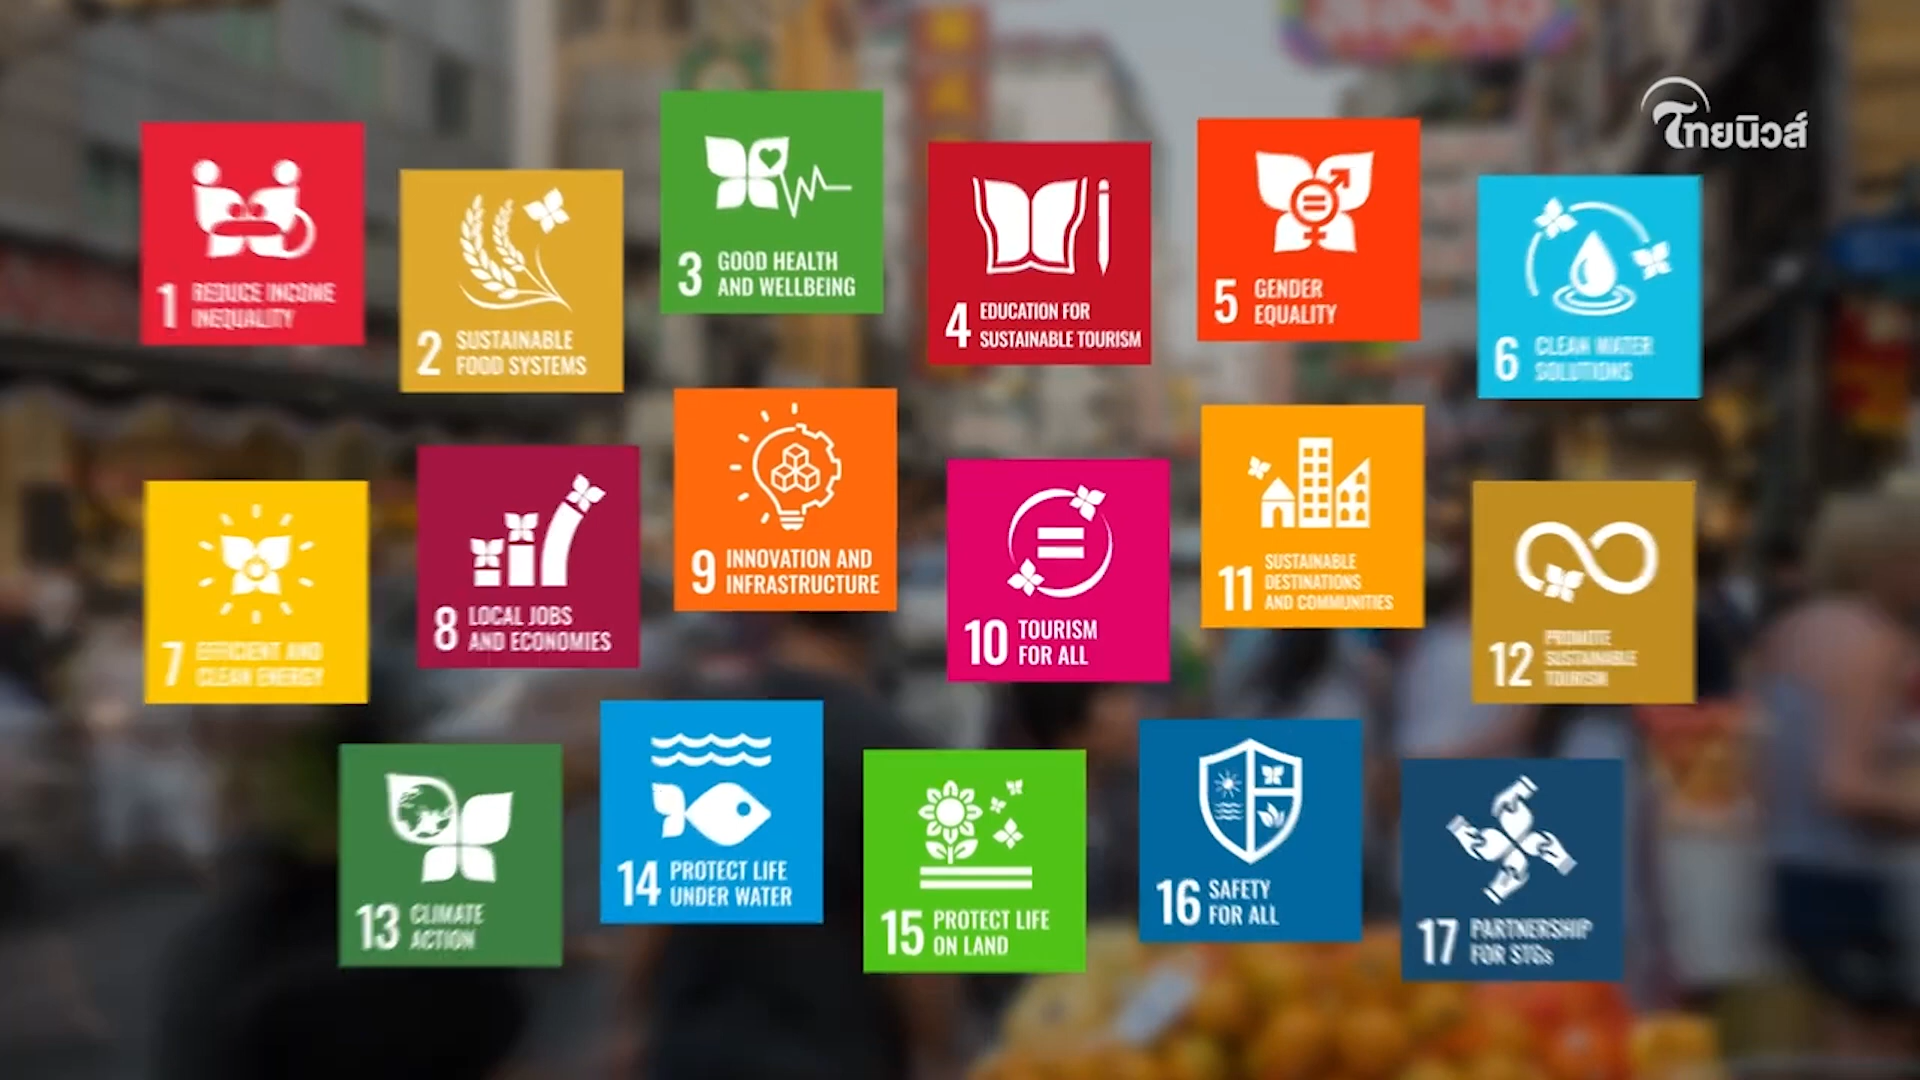 ไทยนิวส์
1 REDUCE INCOME
INEQUALITY
2 SUSTAINABLE
FOOD SYSTEMS
3 GOOD HEALTH
AND WELLBEING
4 EDUCATION FOR
SUSTAINABLE TOURISM
5 GENDER
EQUALITY
6 CLEAN WATER
SOLUTIONS
7 EFFICIENT AND
CLEAN ENERGY
8 LOCAL JOBS
AND ECONOMIES
9 INNOVATION AND
INFRASTRUCTURE
10 TOURISM
FOR ALL
11 SUSTAINABLE
DESTINATIONS
AND COMMUNITIES
12 PROMOTE
SUSTAINABLE
TOURISM
13 CLIMATE
ACTION
14 PROTECT LIFE
UNDER WATER
15 PROTECT LIFE
ON LAND
16 SAFETY
FOR ALL
17 PARTNERSHIP
FOR STGs